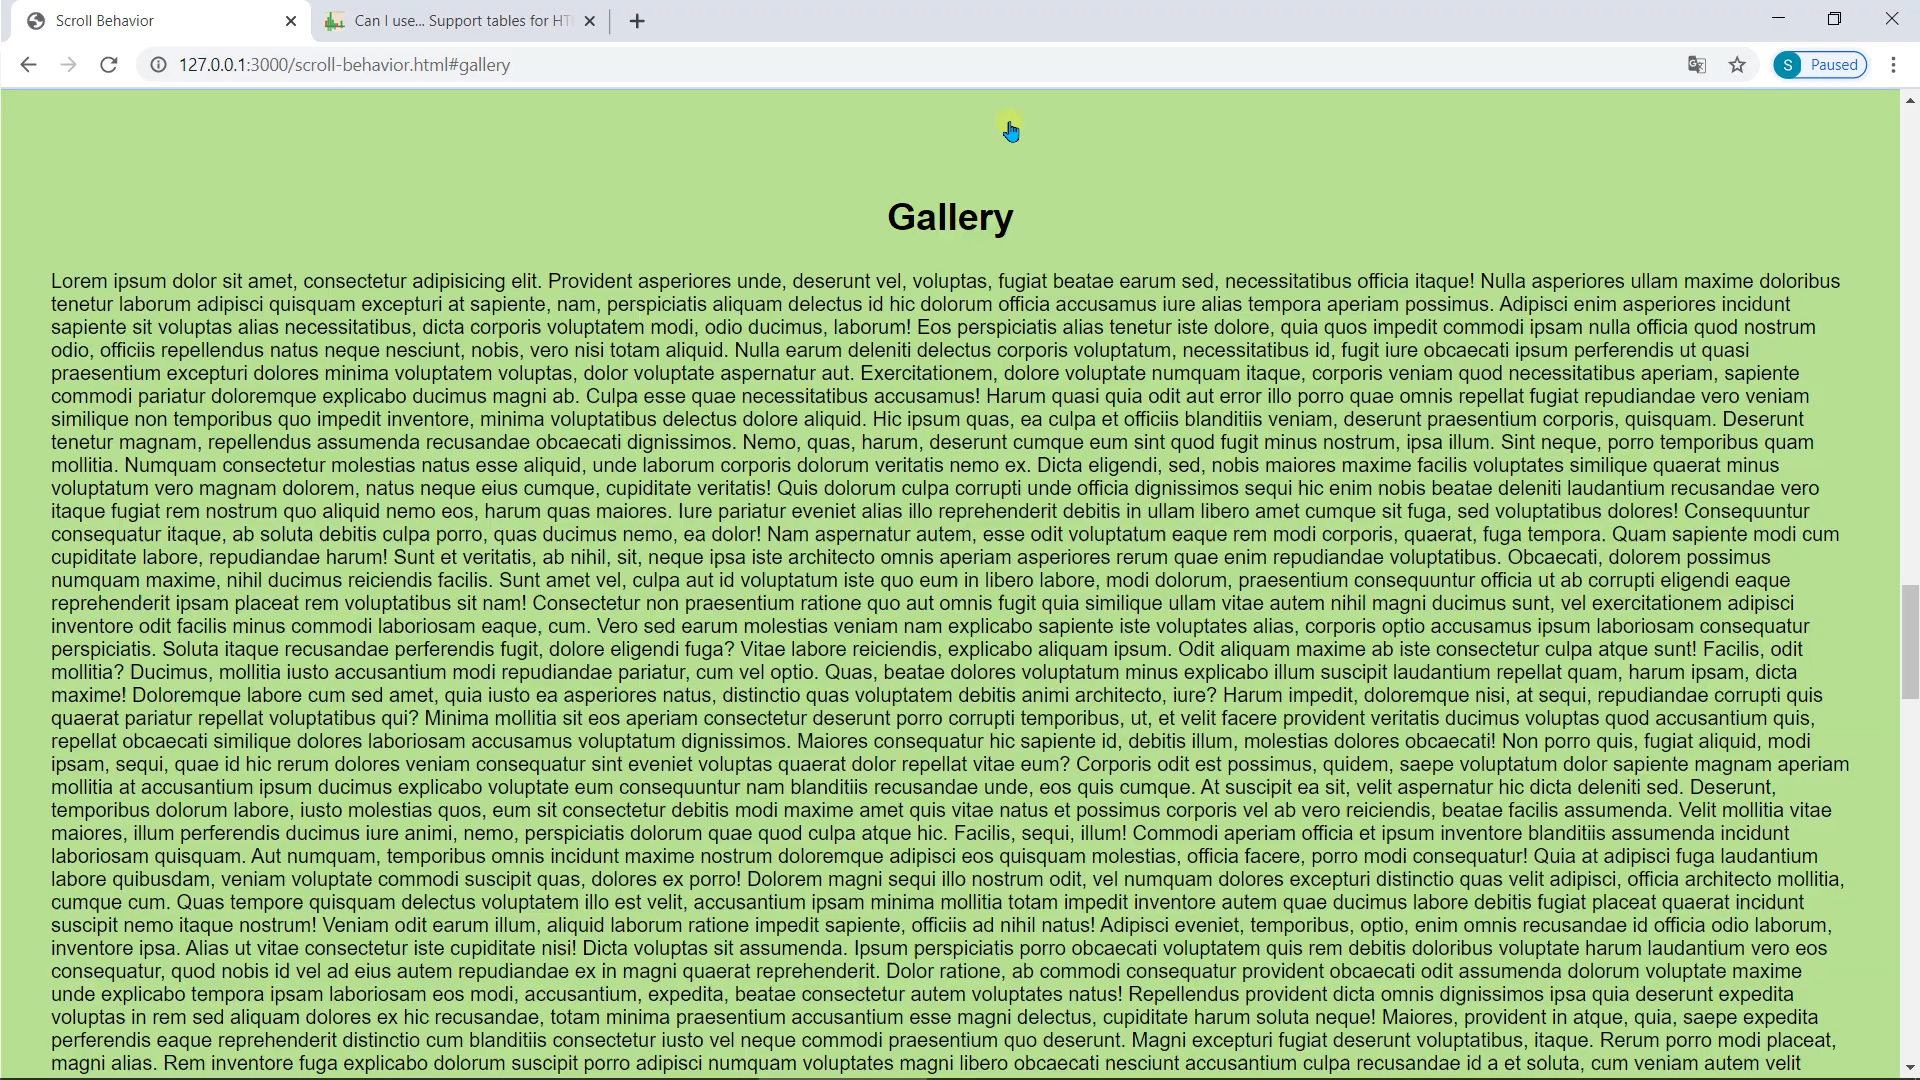 Scroll Behavior
Can I use... Support tables for HT
127.0.0.1:3000/scroll-behavior.html#gallery
S Paused
Gallery
Lorem ipsum dolor sit amet, consectetur adipisicing elit. Provident asperiores unde, deserunt vel, voluptas, fugiat beatae earum sed, necessitatibus officia itaque! Nulla asperiores ullam maxime doloribus
tenetur laborum adipisci quisquam excepturi at sapiente, nam, perspiciatis aliquam delectus id hic dolorum officia accusamus iure alias tempora aperiam possimus. Adipisci enim asperiores incidunt
sapiente sit voluptas alias necessitatibus, dicta corporis voluptatem modi, odio ducimus, laborum! Eos perspiciatis alias tenetur iste dolore, quia quos impedit commodi ipsam nulla officia quod nostrum
odio, officiis repellendus natus neque nesciunt, nobis, vero nisi totam aliquid. Nulla earum deleniti delectus corporis voluptatum, necessitatibus id, fugit iure obcaecati ipsum perferendis ut quasi
praesentium excepturi dolores minima voluptatem voluptas, dolor voluptate aspernatur aut. Exercitationem, dolore voluptate numquam itaque, corporis veniam quod necessitatibus aperiam, sapiente
commodi pariatur doloremque explicabo ducimus magni ab. Culpa esse quae necessitatibus accusamus! Harum quasi quia odit aut error illo porro quae omnis repellat fugiat repudiandae vero veniam
similique non temporibus quo impedit inventore, minima voluptatibus delectus dolore aliquid. Hic ipsum quas, ea culpa et officiis blanditiis veniam, deserunt praesentium corporis, quisquam. Deserunt
tenetur magnam, repellendus assumenda recusandae obcaecati dignissimos. Nemo, quas, harum, deserunt cumque eum sint quod fugit minus nostrum, ipsa illum. Sint neque, porro temporibus quam
mollitia. Numquam consectetur molestias natus esse aliquid, unde laborum corporis dolorum veritatis nemo ex. Dicta eligendi, sed, nobis maiores maxime facilis voluptates similique quaerat minus
voluptatum vero magnam dolorem, natus neque eius cumque, cupiditate veritatis! Quis dolorum culpa corrupti unde officia dignissimos sequi hic enim nobis beatae deleniti laudantium recusandae vero
itaque fugiat rem nostrum quo aliquid nemo eos, harum quas maiores. Iure pariatur eveniet alias illo reprehenderit debitis in ullam libero amet cumque sit fuga, sed voluptatibus dolores! Consequuntur
consequatur itaque, ab soluta debitis culpa porro, quas ducimus nemo, ea dolor! Nam aspernatur autem, esse odit voluptatum eaque rem modi corporis, quaerat, fuga tempora. Quam sapiente modi cum
cupiditate labore, repudiandae harum! Sunt et veritatis, ab nihil, sit, neque ipsa iste architecto omnis aperiam asperiores rerum quae enim repudiandae voluptatibus. Obcaecati, dolorem possimus
numquam maxime, nihil ducimus reiciendis facilis. Sunt amet vel, culpa aut id voluptatum iste quo eum in libero labore, modi dolorum, praesentium consequuntur officia ut ab corrupti eligendi eaque
reprehenderit ipsam placeat rem voluptatibus sit nam! Consectetur non praesentium ratione quo aut omnis fugit quia similique ullam vitae autem nihil magni ducimus sunt, vel exercitationem adipisci
inventore odit facilis minus commodi laboriosam eaque, cum. Vero sed earum molestias veniam nam explicabo sapiente iste voluptates alias, corporis optio accusamus ipsum laboriosam consequatur
perspiciatis. Soluta itaque recusandae perferendis fugit, dolore eligendi fuga? Vitae labore reiciendis, explicabo aliquam ipsum. Odit aliquam maxime ab iste consectetur culpa atque sunt! Facilis, odit
mollitia? Ducimus, mollitia iusto accusantium modi repudiandae pariatur, cum vel optio. Quas, beatae dolores voluptatum minus explicabo illum suscipit laudantium repellat quam, harum ipsam, dicta
maxime! Doloremque labore cum sed amet, quia iusto ea asperiores natus, distinctio quas voluptatem debitis animi architecto, iure? Harum impedit, doloremque nisi, at sequi, repudiandae corrupti quis
quaerat pariatur repellat voluptatibus qui? Minima mollitia sit eos aperiam consectetur deserunt porro corrupti temporibus, ut, et velit facere provident veritatis ducimus voluptas quod accusantium quis,
repellat obcaecati similique dolores laboriosam accusamus voluptatum dignissimos. Maiores consequatur hic sapiente id, debitis illum, molestias dolores obcaecati! Non porro quis, fugiat aliquid, modi
ipsam, sequi, quae id hic rerum dolores veniam consequatur sint eveniet voluptas quaerat dolor repellat vitae eum? Corporis odit est possimus, quidem, saepe voluptatum dolor sapiente magnam aperiam
mollitia at accusantium ipsum ducimus explicabo voluptate eum consequuntur nam blanditiis recusandae unde, eos quis cumque. At suscipit ea sit, velit aspernatur hic dicta deleniti sed. Deserunt,
temporibus dolorum labore, iusto molestias quos, eum sit consectetur debitis modi maxime amet quis vitae natus et possimus corporis vel ab vero reiciendis, beatae facilis assumenda. Velit mollitia vitae
maiores, illum perferendis ducimus iure animi, nemo, perspiciatis dolorum quae quod culpa atque hic. Facilis, sequi, illum! Commodi aperiam officia et ipsum inventore blanditiis assumenda incidunt
laboriosam quisquam. Aut numquam, temporibus omnis incidunt maxime nostrum doloremque adipisci eos quisquam molestias, officia facere, porro modi consequatur! Quia at adipisci fuga laudantium
labore quibusdam, veniam voluptate commodi suscipit quas, dolores ex porro! Dolorem magni sequi illo nostrum odit, vel numquam dolores excepturi distinctio quas velit adipisci, officia architecto mollitia,
cumque cum. Quas tempore quisquam delectus voluptatem illo est velit, accusantium ipsam minima mollitia totam impedit inventore autem quae ducimus labore debitis fugiat placeat quaerat incidunt
suscipit nemo itaque nostrum! Veniam odit earum illum, aliquid laborum ratione impedit sapiente, officiis ad nihil natus! Adipisci eveniet, temporibus, optio, enim omnis recusandae id officia odio laborum,
inventore ipsa. Alias ut vitae consectetur iste cupiditate nisi! Dicta voluptas sit assumenda. Ipsum perspiciatis porro obcaecati voluptatem quis rem debitis doloribus voluptate harum laudantium vero eos
consequatur, quod nobis id vel ad eius autem repudiandae ex in magni quaerat reprehenderit. Dolor ratione, ab commodi consequatur provident obcaecati odit assumenda dolorum voluptate maxime
unde explicabo tempora ipsam laboriosam eos modi, accusantium, expedita, beatae consectetur autem voluptates natus! Repellendus provident dicta omnis dignissimos ipsa quia deserunt expedita
voluptas in rem sed aliquam dolores ex hic recusandae, totam minima praesentium accusantium esse magni delectus, cupiditate harum soluta neque! Maiores, provident in atque, quia, saepe expedita
perferendis eaque reprehenderit distinctio cum blanditiis consectetur iusto vel neque commodi praesentium quo deserunt. Magni excepturi fugiat deserunt voluptatibus, itaque. Rerum porro modi placeat,
magni alias. Rem inventore fuga explicabo dolorum suscipit porro adipisci numquam voluptates magni libero obcaecati nesciunt accusantium culpa recusandae id a et soluta, cum veniam autem velit